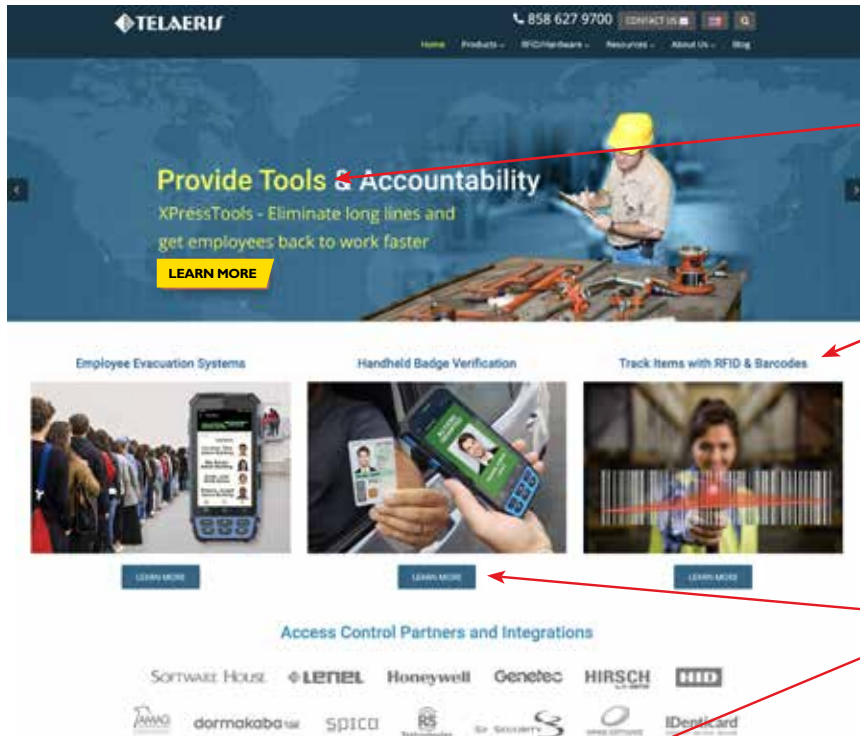 TELAERIS
858 627 9700 CONTACT US
Home Products RFID/Hardware Resources About Us Blog
Provide Tools & Accountability
XPressTools - Eliminate long lines and
get employees back to work faster
LEARN MORE
Employee Evacuation Systems Handheld Badge Verification Track Items with RFID & Barcodes
LEARN MORE LEARN MORE LEARN MORE
Access Control Partners and Integrations
SOFTWARE HOUSE LENEL Honeywell Genetec HIRSCH HID
AMAG dormakaba spica RS IDenticard